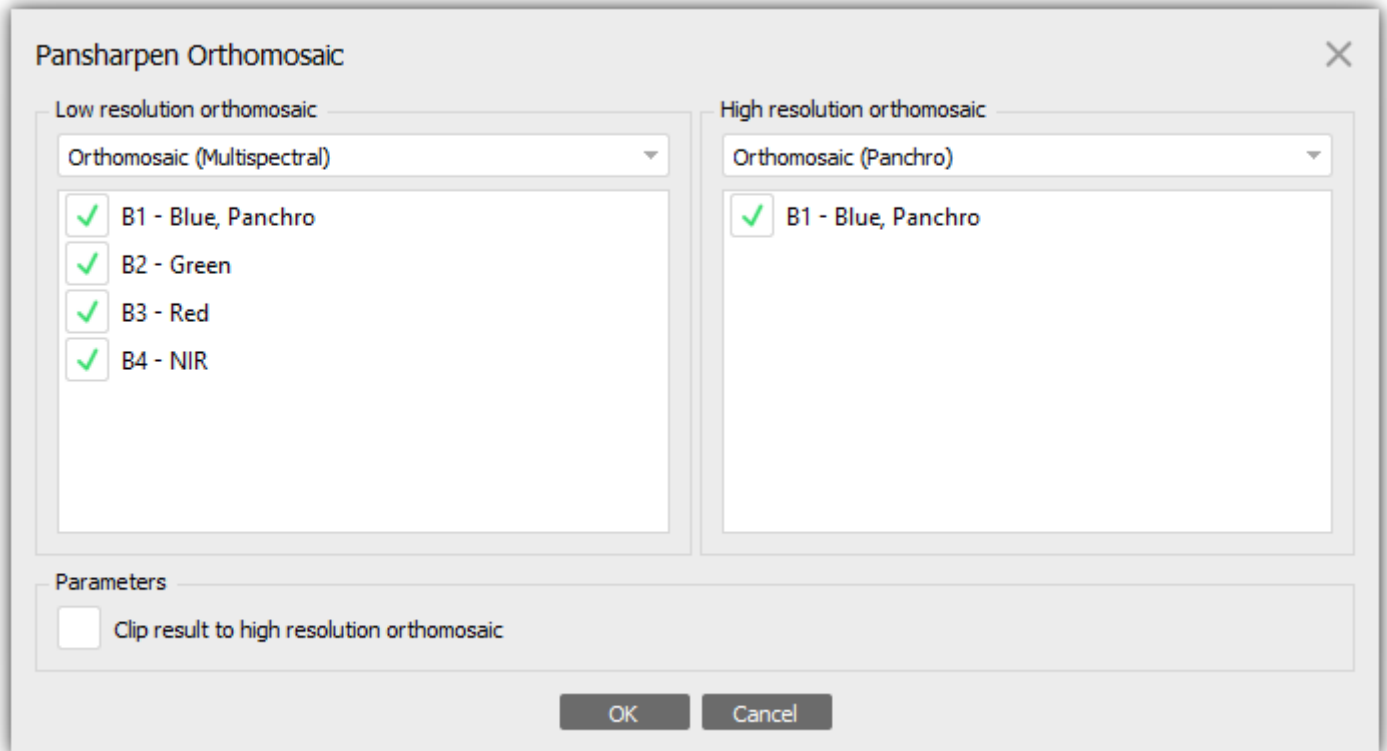 Pansharpen Orthomosaic
Low resolution orthomosaic
Orthomosaic (Multispectral)
B1 - Blue, Panchro
B2 - Green
B3 - Red
B4 - NIR
High resolution orthomosaic
Orthomosaic (Panchro)
B1 - Blue, Panchro
Parameters
Clip result to high resolution orthomosaic
OK
Cancel